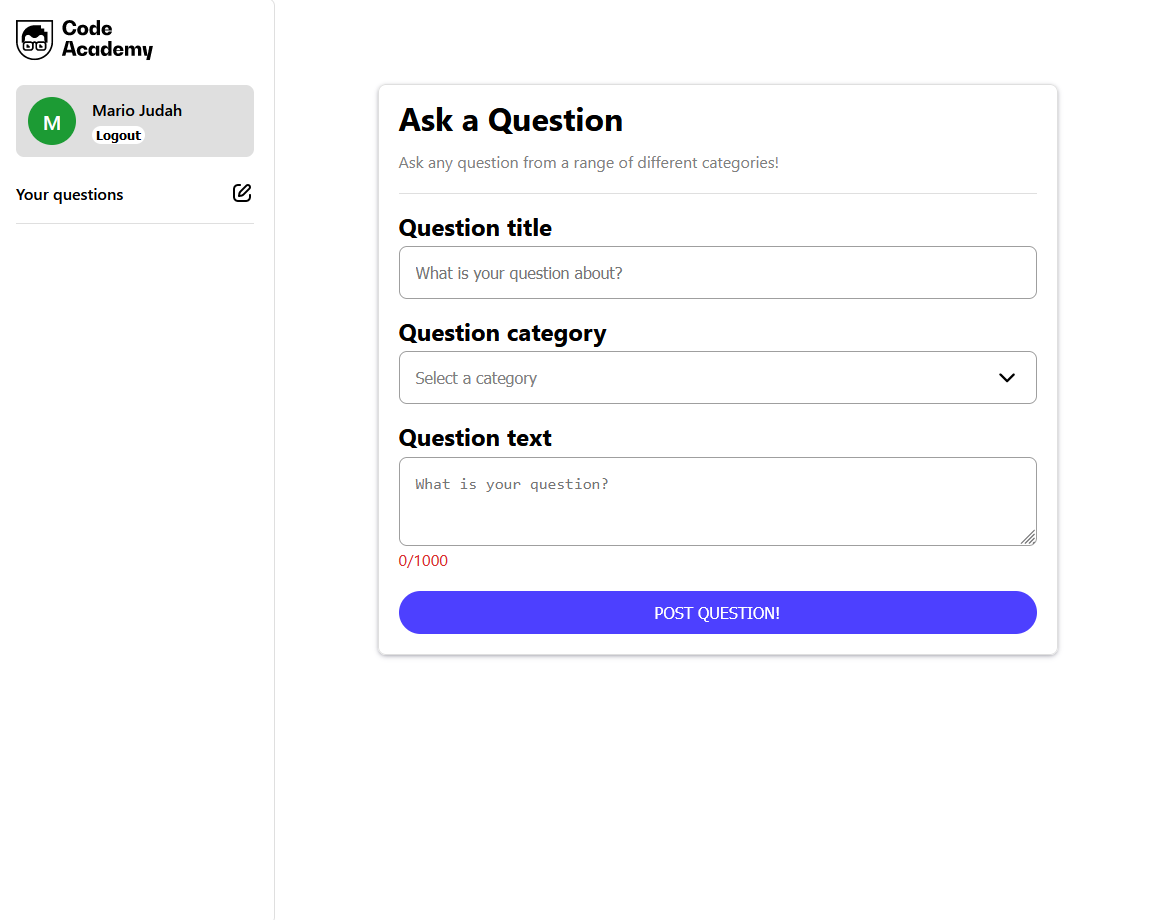 Code
Academy
M
Mario Judah
Logout
Your questions
Ask a Question
Ask any question from a range of different categories!
Question title
What is your question about?
Question category
Select a category
Question text
What is your question?
0/1000
POST QUESTION!